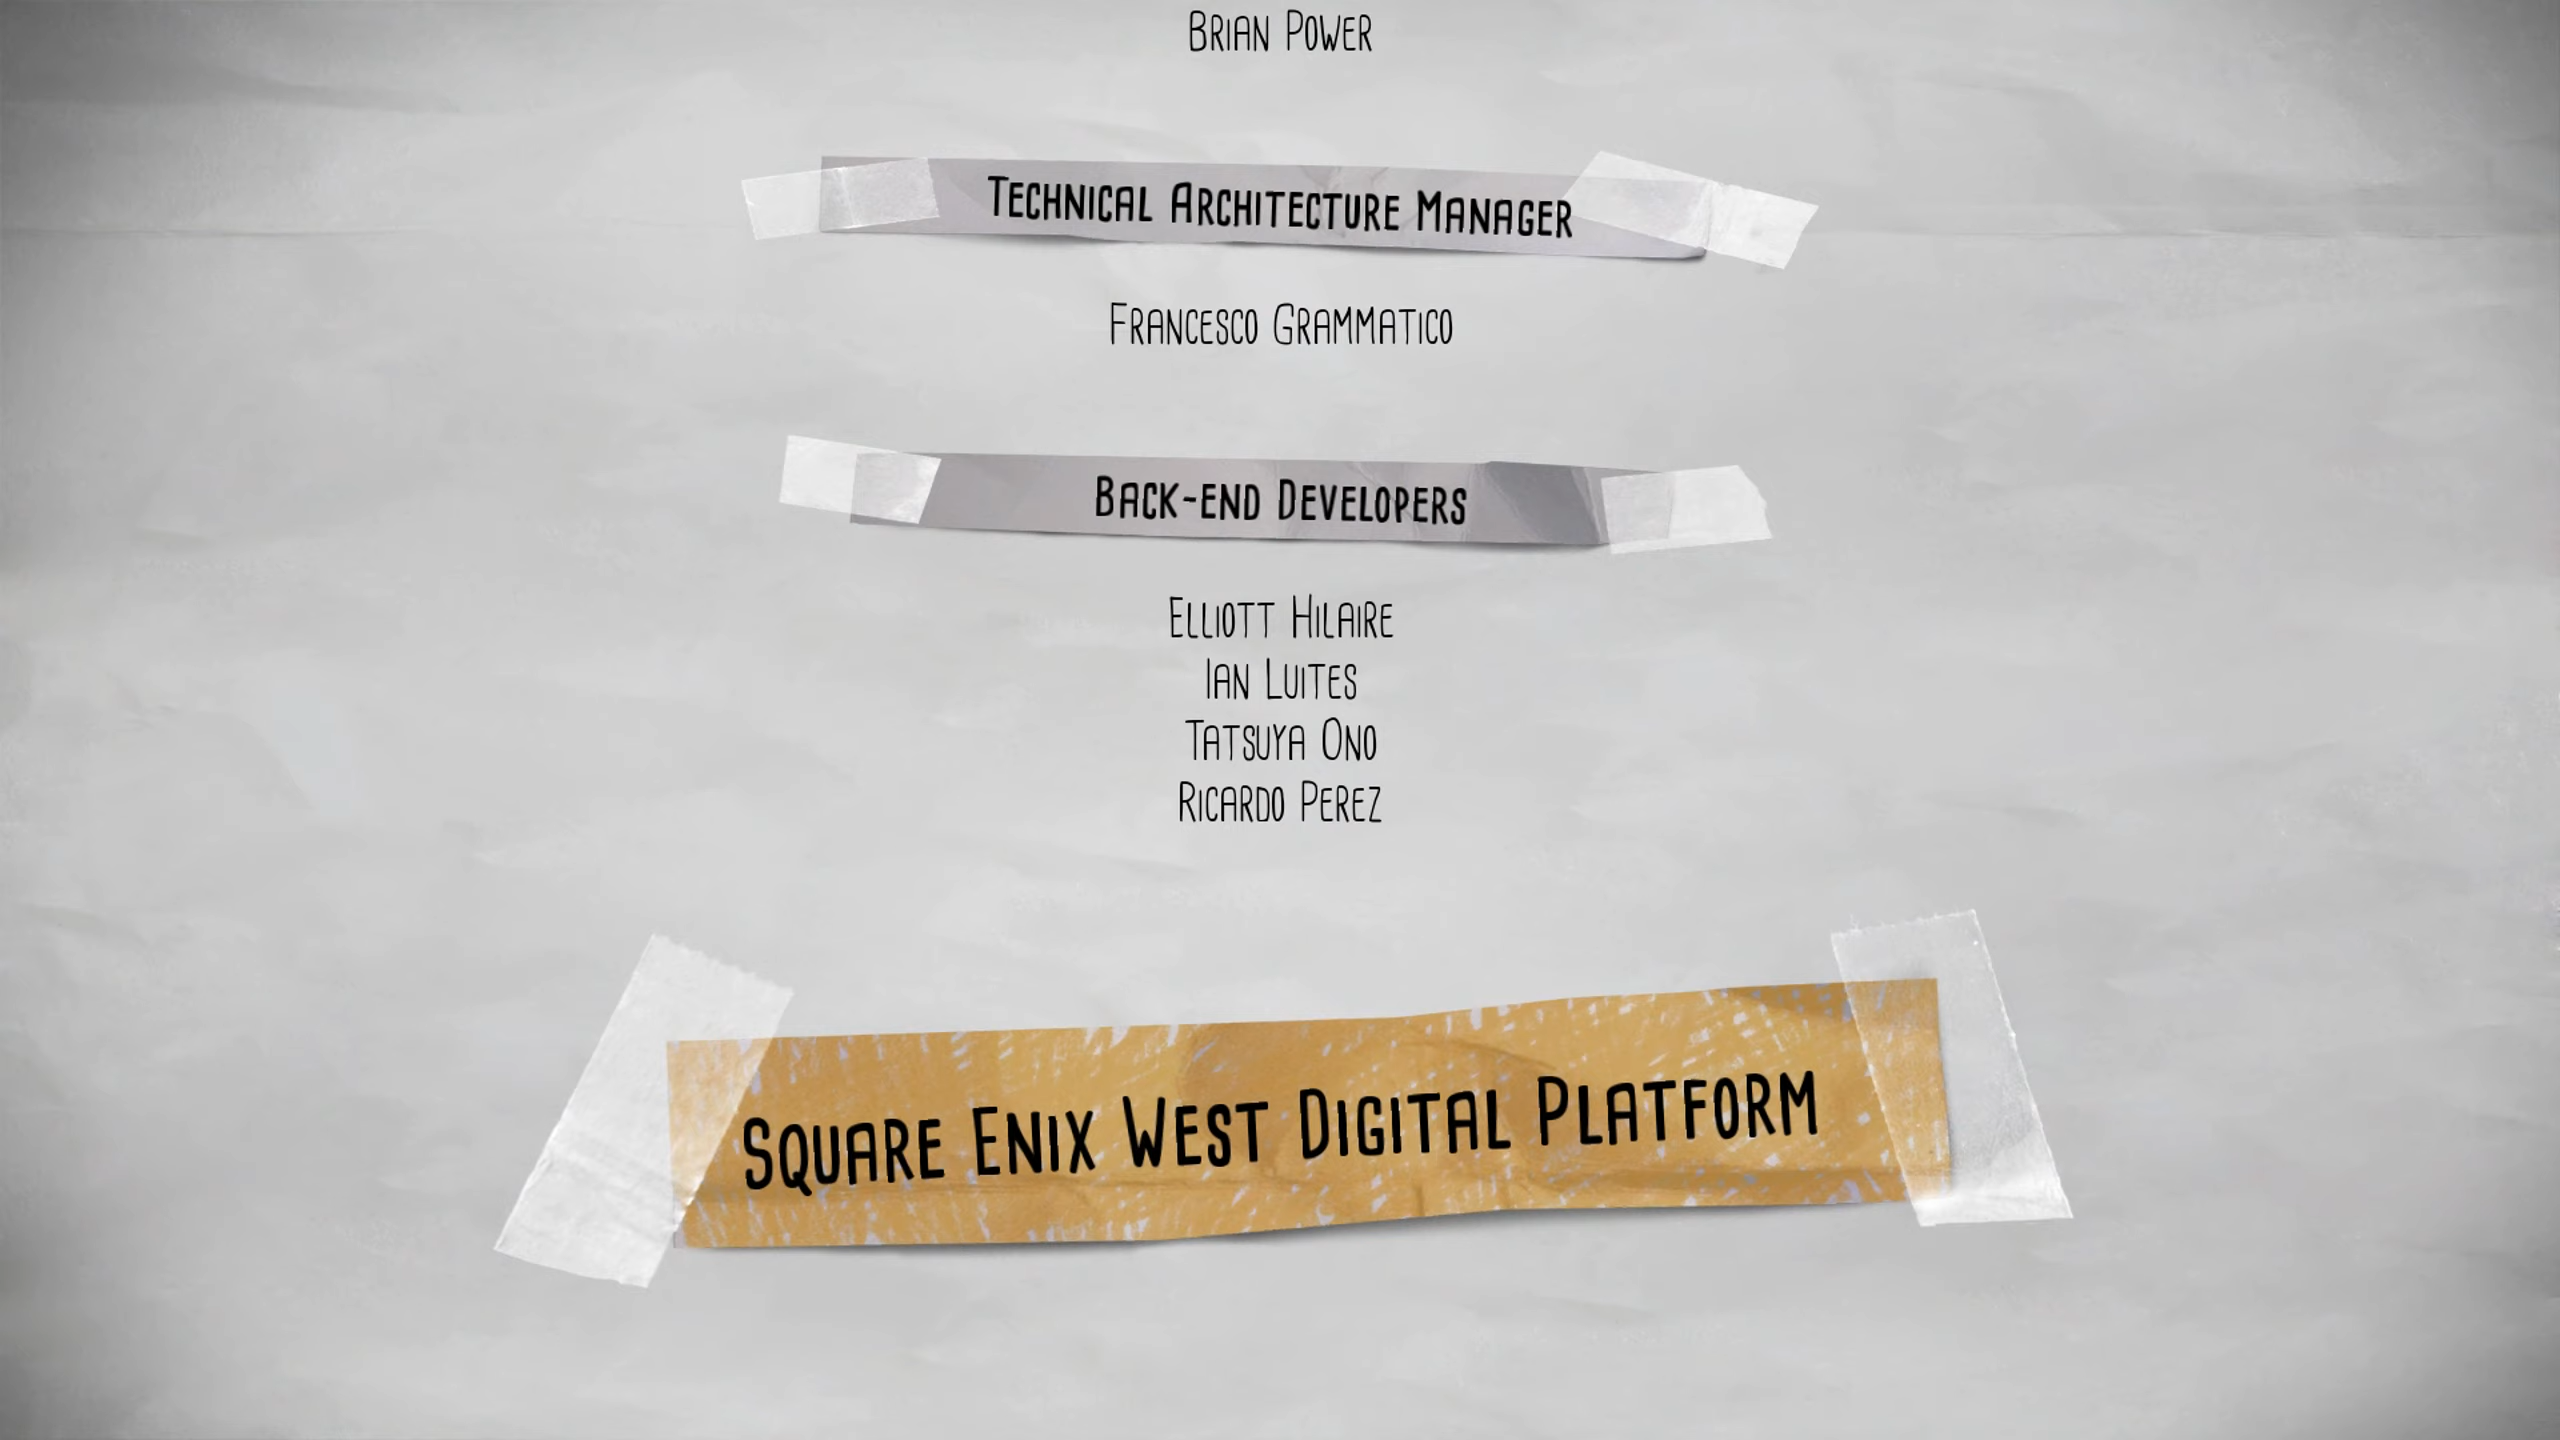 Brian Power
Technical Architecture Manager
Francesco Grammatico
Back-end Developers
Elliott Hilaire
Ian Luites
Tatsuya Ono
Ricardo Perez
Square Enix West Digital Platform